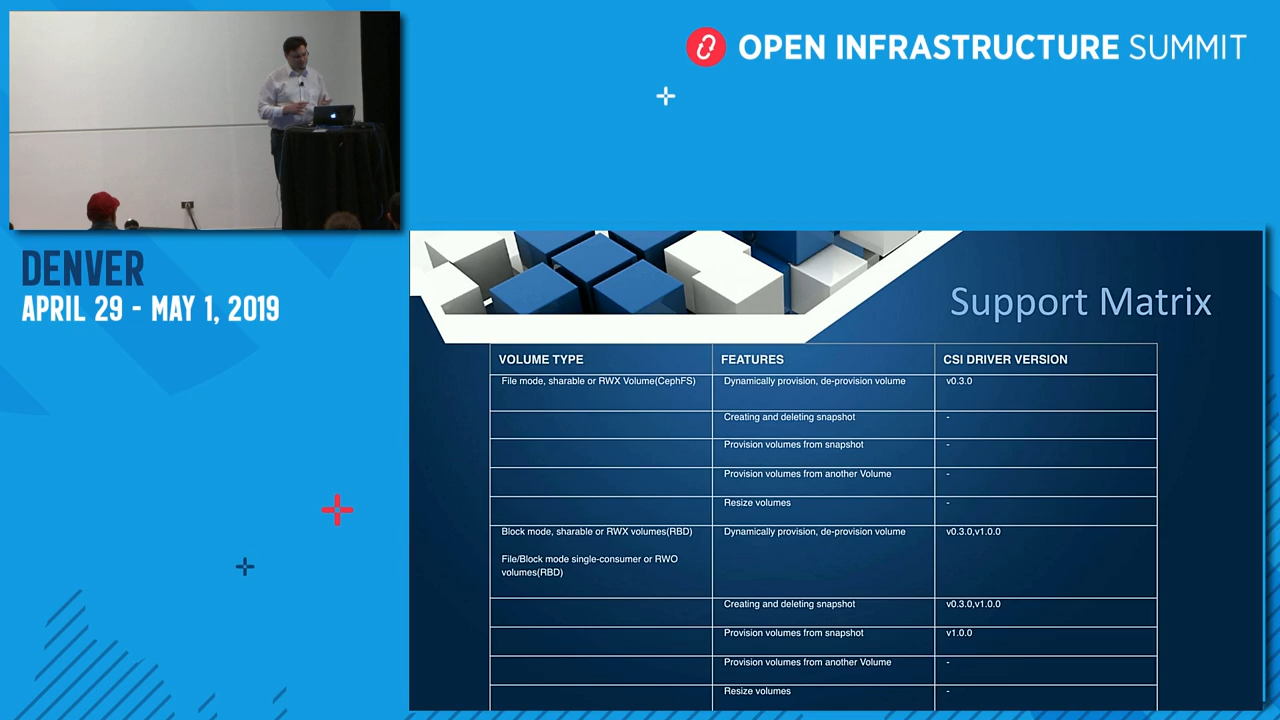 OPEN INFRASTRUCTURE SUMMIT
DENVER
APRIL 29 - MAY 1, 2019
Support Matrix
VOLUME TYPE FEATURES CSI DRIVER VERSION
File mode, sharable or RWX Volume(CephFS) Dynamically provision, de-provision volume v0.3.0
Creating and deleting snapshot -
Provision volumes from snapshot -
Provision volumes from another Volume -
Resize volumes -
Block mode, sharable or RWX volumes(RBD) Dynamically provision, de-provision volume v0.3.0,v1.0.0
File/Block mode single-consumer or RWO
volumes(RBD)
Creating and deleting snapshot v0.3.0,v1.0.0
Provision volumes from snapshot v1.0.0
Provision volumes from another Volume -
Resize volumes -